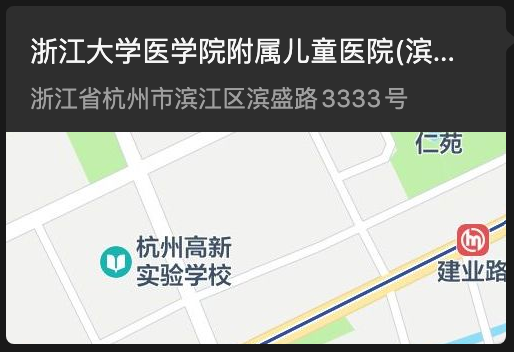 浙江大学医学院附属儿童医院(滨...
浙江省杭州市滨江区滨盛路3333号
仁苑
杭州高新
实验学校
建业路